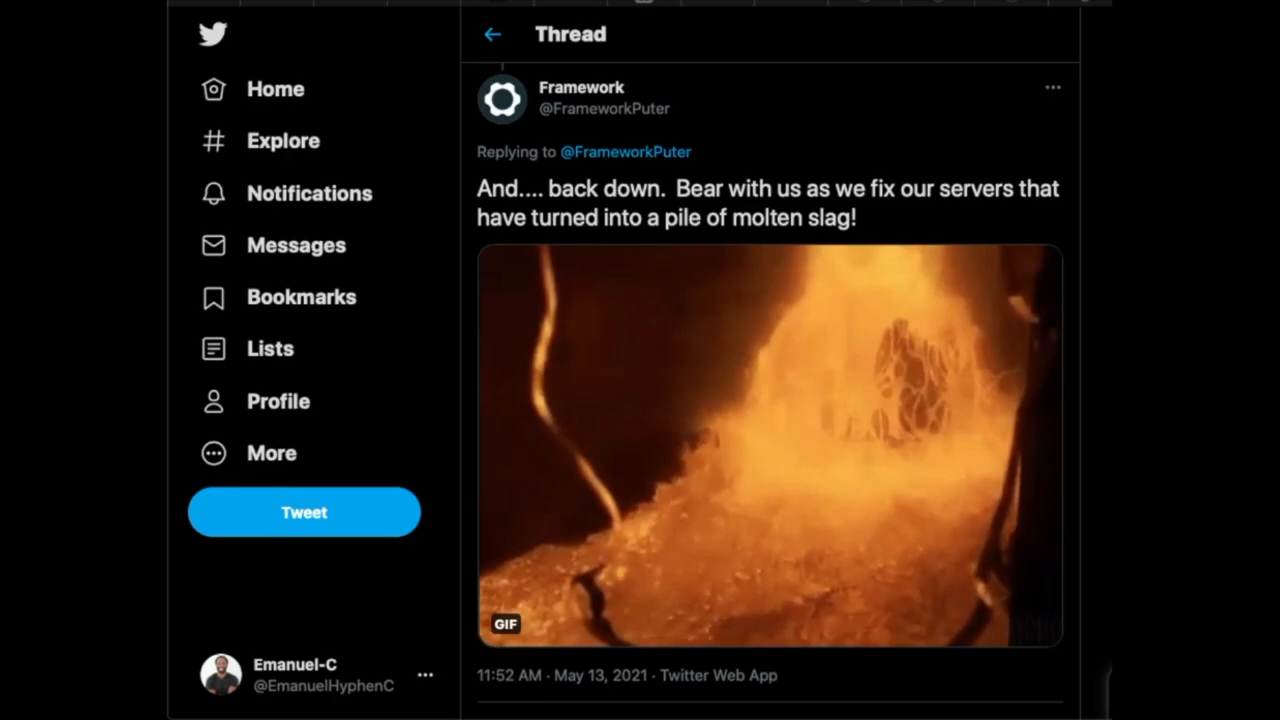 Thread
Home
Explore
Notifications
Messages
Bookmarks
Lists
Profile
More
Tweet
Emanuel-C
@EmanuelHyphenC
Framework
@FrameworkPuter
Replying to @FrameworkPuter
And.... back down. Bear with us as we fix our servers that
have turned into a pile of molten slag!
GIF
11:52 AM · May 13, 2021 · Twitter Web App